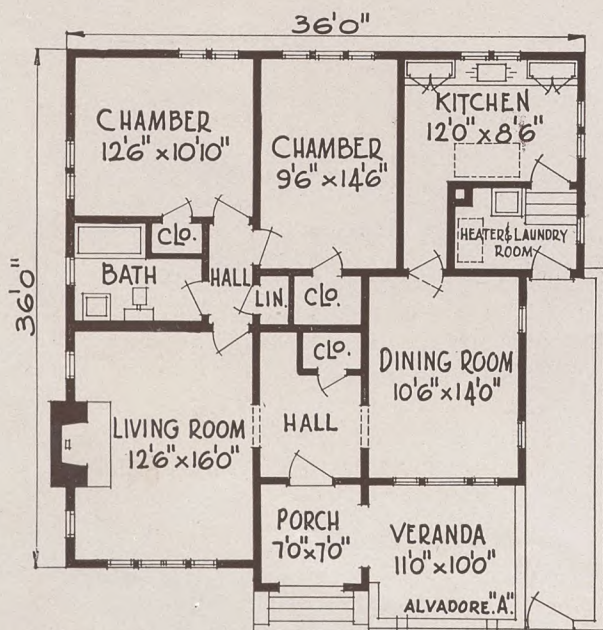 36'0"
36'0"
CHAMBER
12'6" x 10'10"
CHAMBER
9'6" x 14'6"
KITCHEN
12'0" x 8'6"
CLO.
HEATER & LAUNDRY
ROOM
BATH
HALL
LIN.
CLO.
CLO.
DINING ROOM
10'6" x 14'0"
LIVING ROOM
12'6" x 16'0"
HALL
PORCH
7'0" x 7'0"
VERANDA
11'0" x 10'0"
ALVADORE "A".